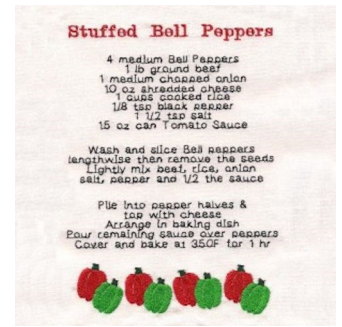 Stuffed Bell Peppers
4 medium Bell Peppers
1 lb ground beef
1 medium chopped onion
10 oz shredded cheese
1 cups cooked rice
1/8 tsp black pepper
1 1/2 tsp salt
15 oz can Tomato Sauce
Wash and slice Bell peppers
lengthwise then remove the seeds
Lightly mix beef, rice, onion
salt, pepper and 1/2 the sauce
Pile into pepper halves &
top with cheese
Arrange in baking dish
Pour remaining sauce over peppers
Cover and bake at 350F for 1 hr